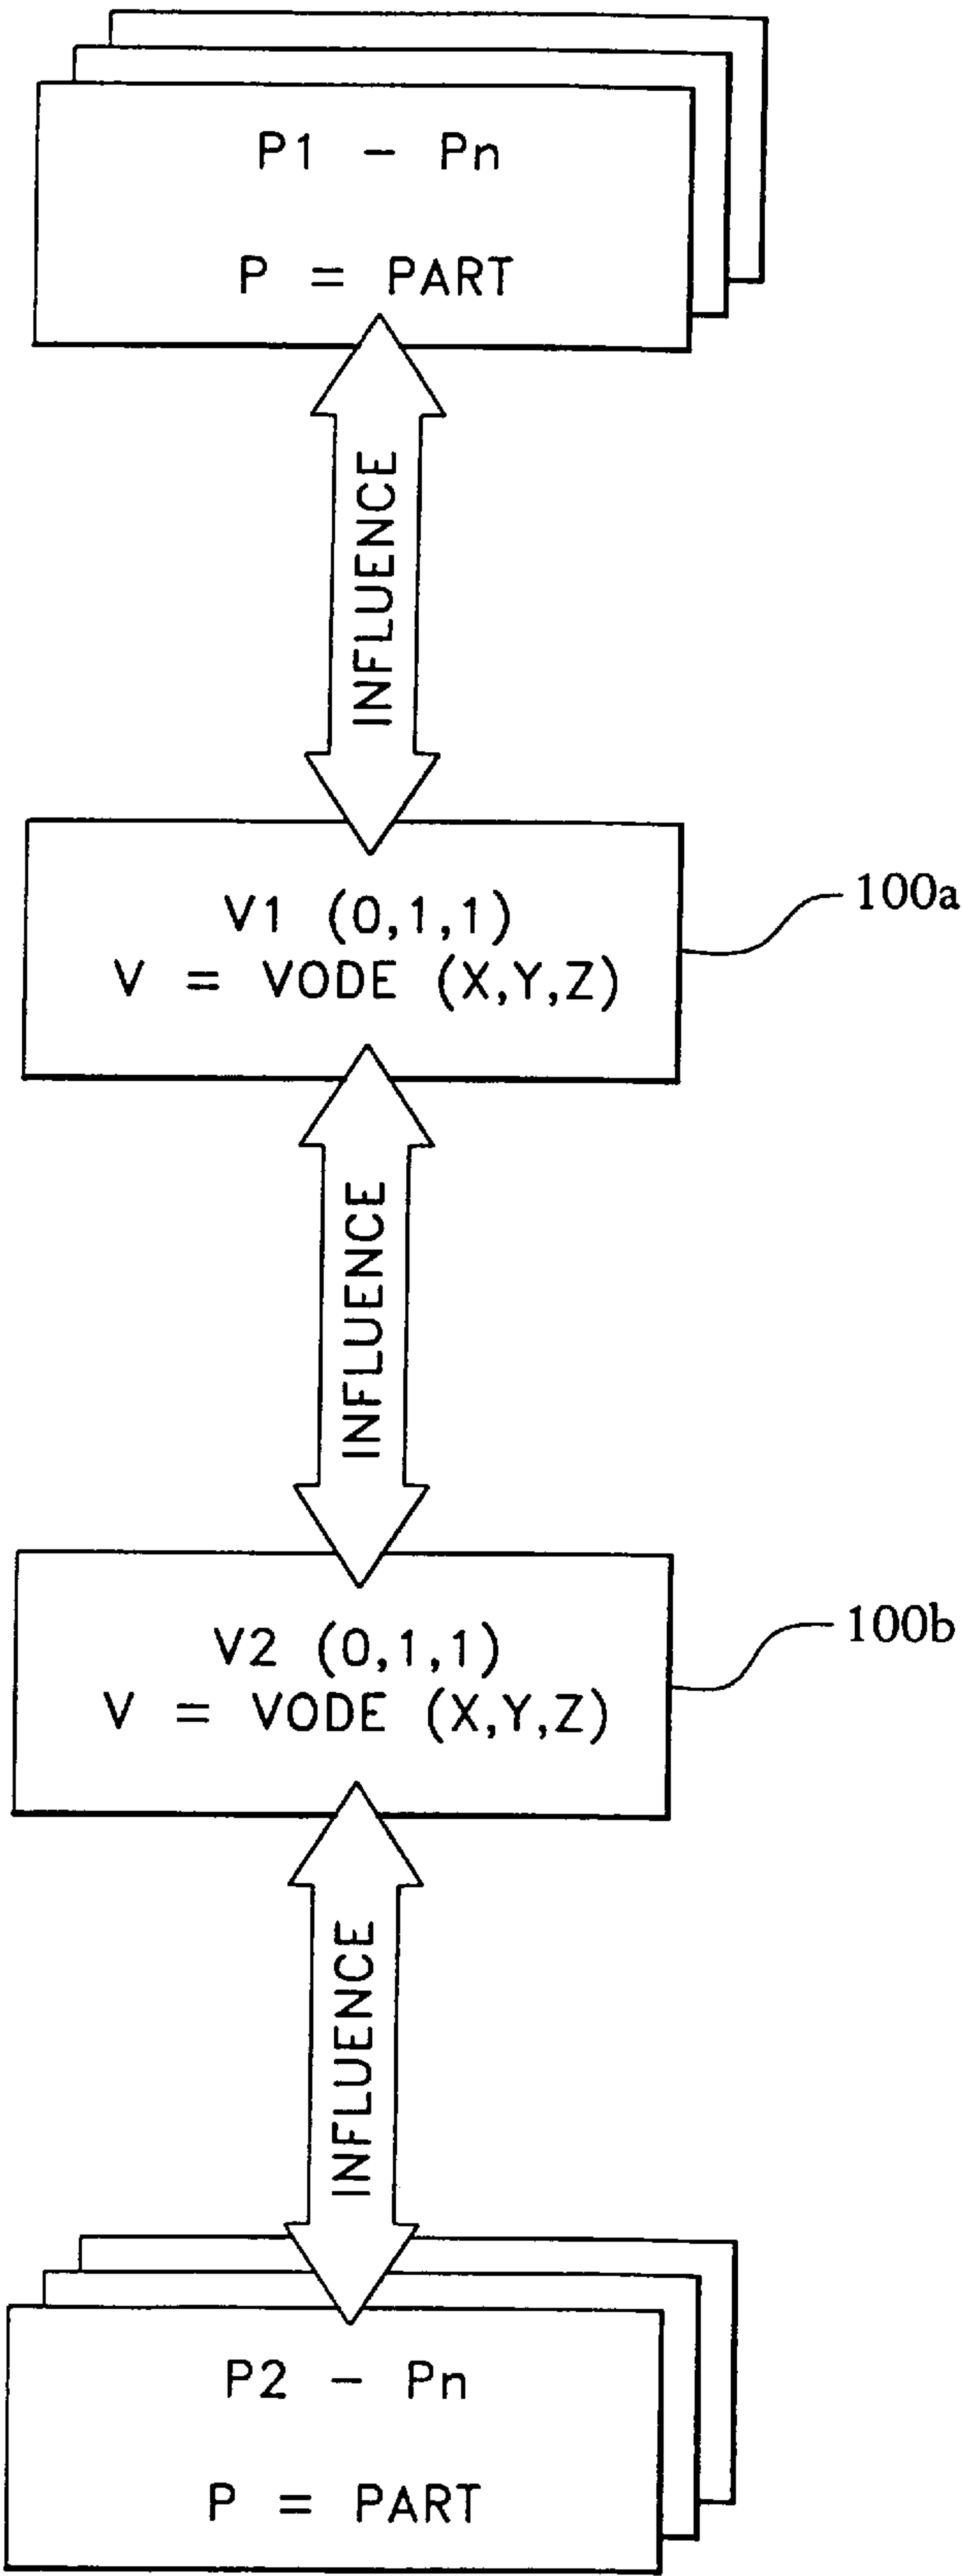 P1 - Pn
P = PART
INFLUENCE
V1 (0,1,1)
V = VODE (X,Y,Z)
100a
INFLUENCE
V2 (0,1,1)
V = VODE (X,Y,Z)
100b
INFLUENCE
P2 - Pn
P = PART